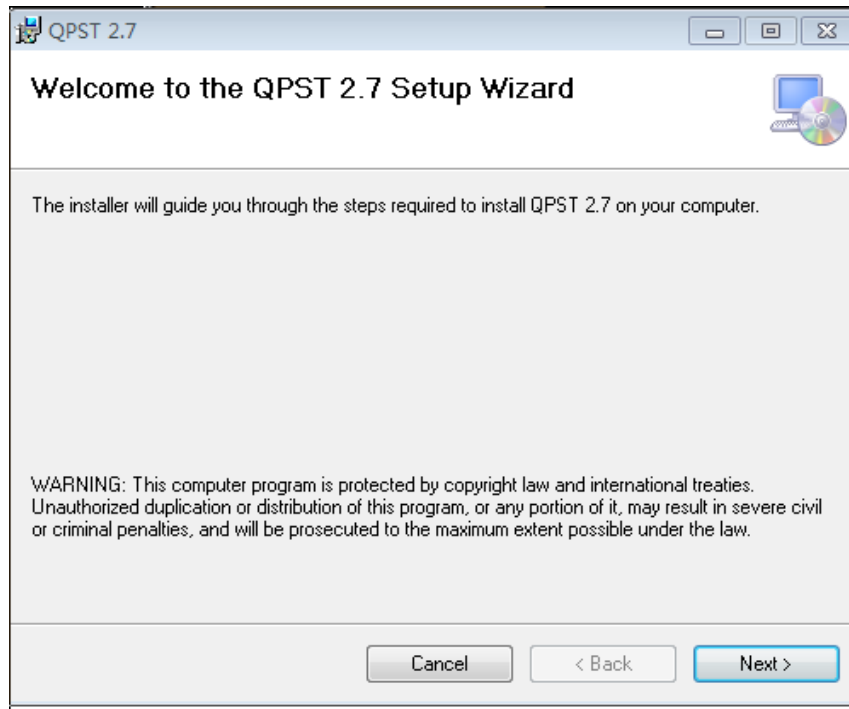 QPST 2.7
Welcome to the QPST 2.7 Setup Wizard
The installer will guide you through the steps required to install QPST 2.7 on your computer.
WARNING: This computer program is protected by copyright law and international treaties.
Unauthorized duplication or distribution of this program, or any portion of it, may result in severe civil
or criminal penalties, and will be prosecuted to the maximum extent possible under the law.
Cancel < Back Next >